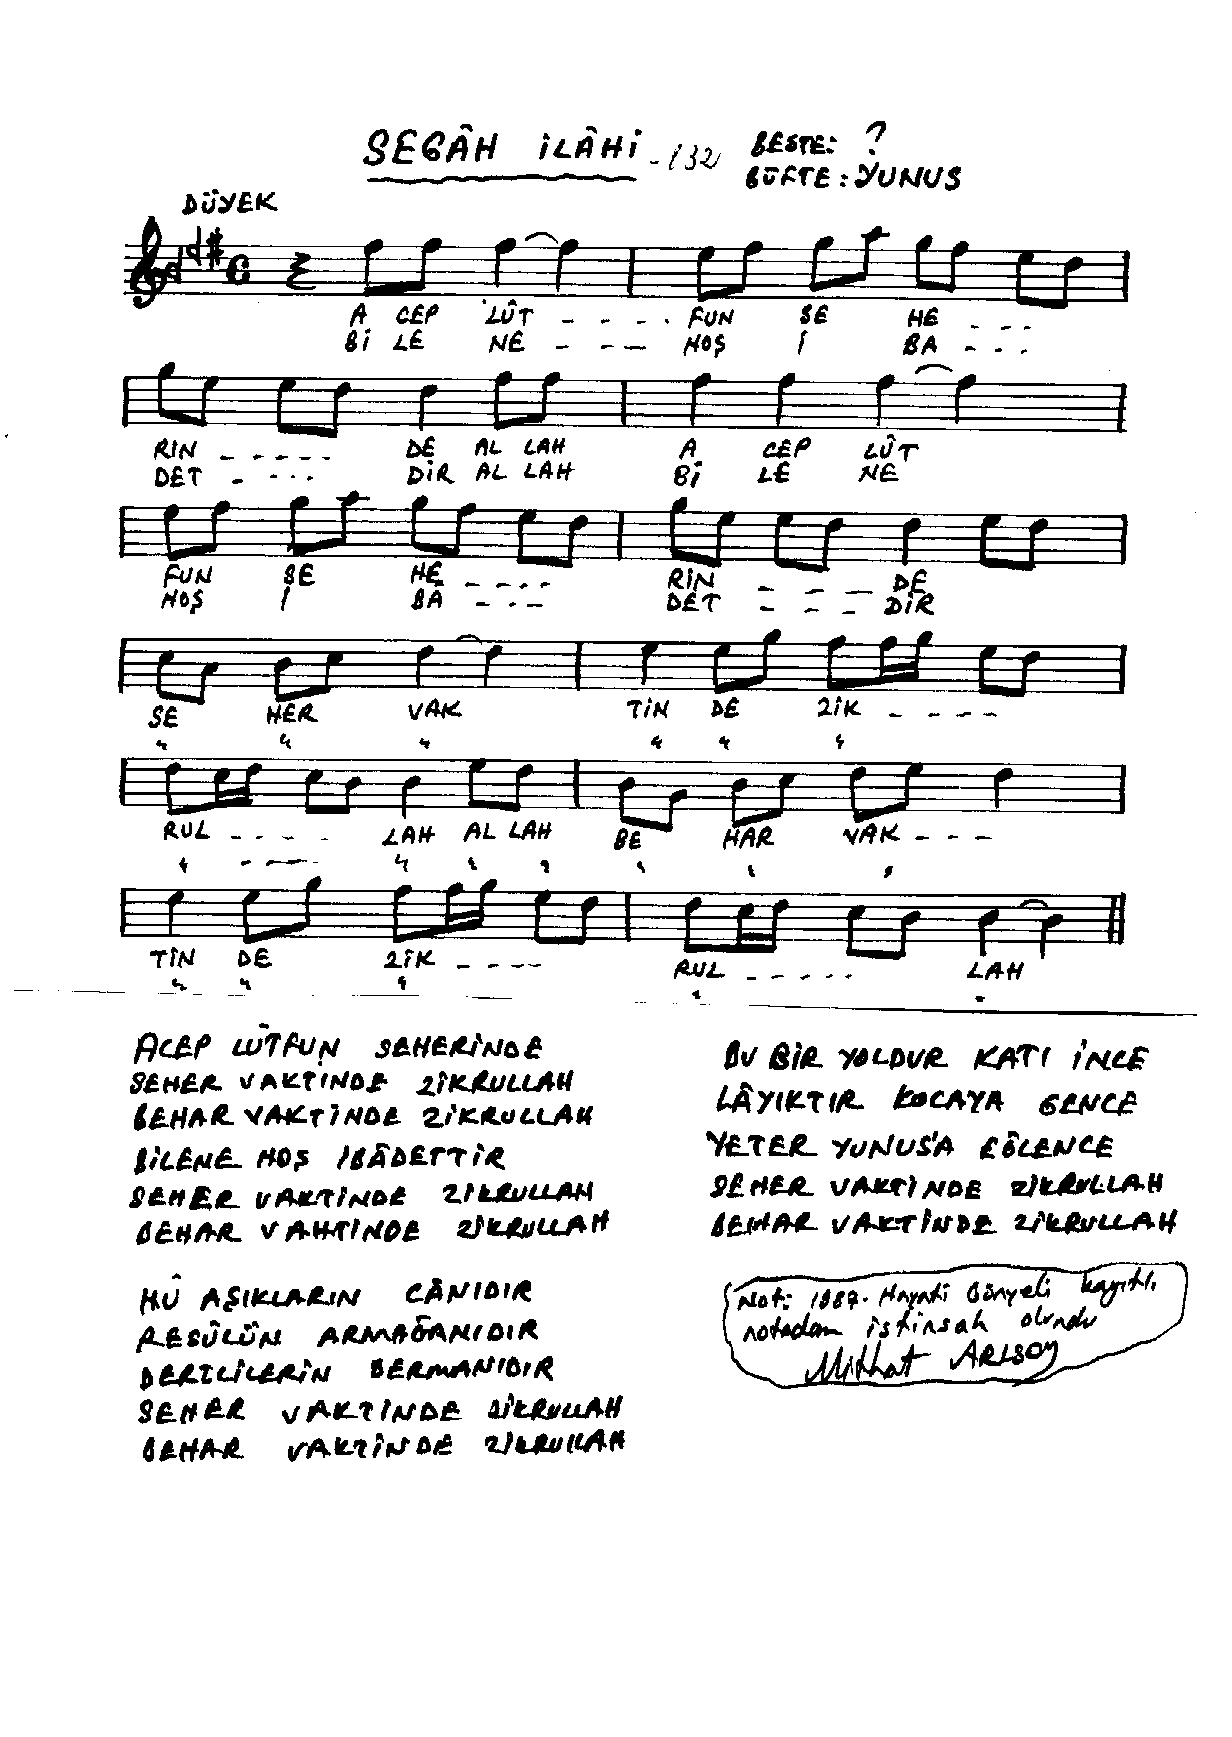 SEGÂH İLÂHİ -132
BESTE: ?
GÜFTE: YUNUS
DÜYEK
A CEP LÛT - - - - FUN SE HE - - -
Bİ LE NE - - - HOŞ İ BA - - -
RİN - - - - - DE AL LAH A CEP LÛT
DET - - - - DİR AL LAH Bİ LE NE
FUN SE HE - - - - RİN - - - DE
HOŞ İ BA - - - DET - - - DİR
SE HER VAK TİN DE ZİK - - - -
RUL - - - - LAH AL LAH BE HAR VAK - - -
TİN DE ZİK - - - - RUL - - - - - LAH
ACEP LÛTFUN SEHERİNDE
SEHER VAKTİNDE ZİKRULLAH
BEHAR VAKTİNDE ZİKRULLAH
BİLENE HOŞ İBÂDETTİR
SEHER VAKTİNDE ZİKRULLAH
BEHAR VAHTİNDE ZİKRULLAH
HÛ AŞIKLARIN CÂNIDIR
RESÛLÜN ARMAĞANIDIR
DERTLİLERİN DERMANIDIR
SEHER VAKTİNDE ZİKRULLAH
BEHAR VAKTİNDE ZİKRULLAH
BU BİR YOLDUR KATI İNCE
LÂYIKTIR KOCAYA GENCE
YETER YUNUS'A EĞLENCE
SEHER VAKTİNDE ZİKRULLAH
BEHAR VAKTİNDE ZİKRULLAH
Not: 1987. Hayati Günyeli kayıtlı
notadan istinsah olundu
Mithat ARISOY